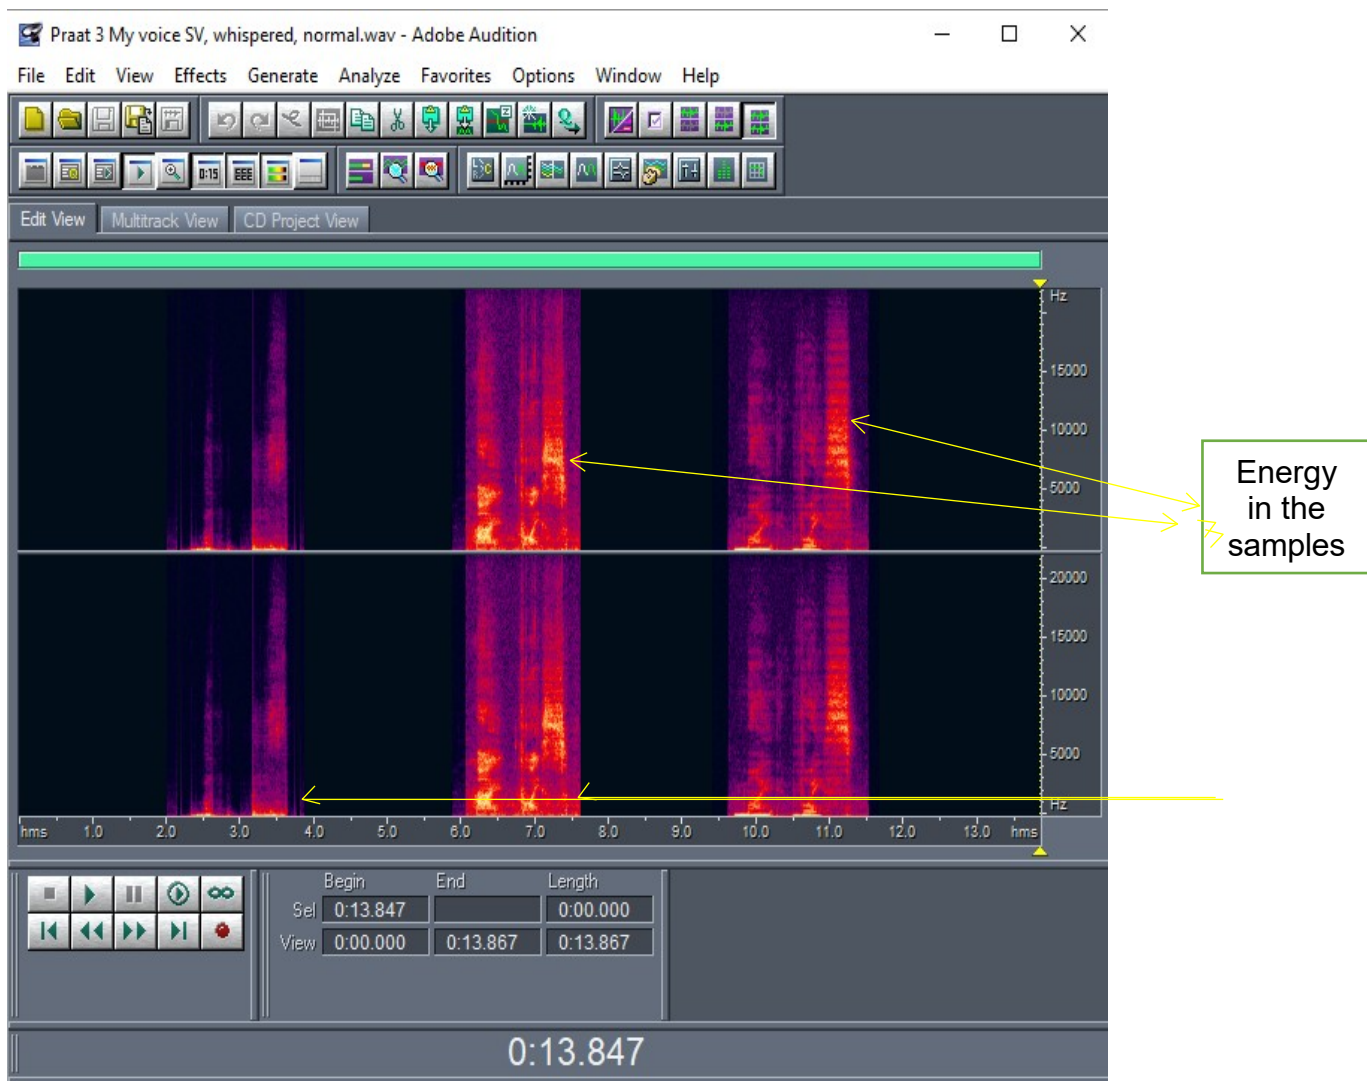 Praat 3 My voice SV, whispered, normal.wav - Adobe Audition
File Edit View Effects Generate Analyze Favorites Options Window Help
0:15
Edit View Multitrack View CD Project View
Hz
15000
10000
5000
Energy
in the
samples
20000
15000
10000
5000
Hz
hms 1.0 2.0 3.0 4.0 5.0 6.0 7.0 8.0 9.0 10.0 11.0 12.0 13.0 hms
Begin End Length
Sel 0:13.847 0:00.000
View 0:00.000 0:13.867 0:13.867
0:13.847